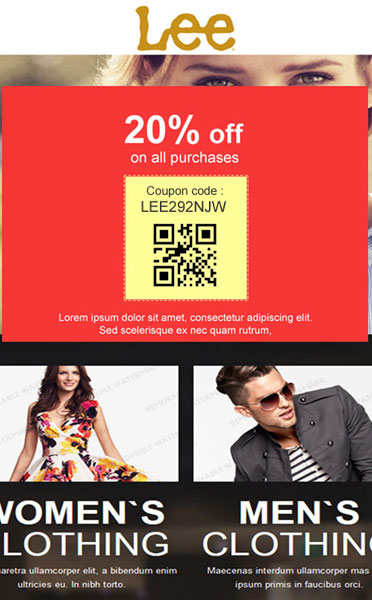 Lee
20% off
on all purchases
Coupon code :
LEE292NJW
Lorem ipsum dolor sit amet, consectetur adipiscing elit.
Sed scelerisque ex nec quam rutrum,
WOMEN`S
CLOTHING
aretra ullamcorper elit, a bibendum enim
ultricies eu. In nibh torto.
MEN`S
CLOTHING
Maecenas interdum ullamcorper mas
ipsum primis in faucibus orci.